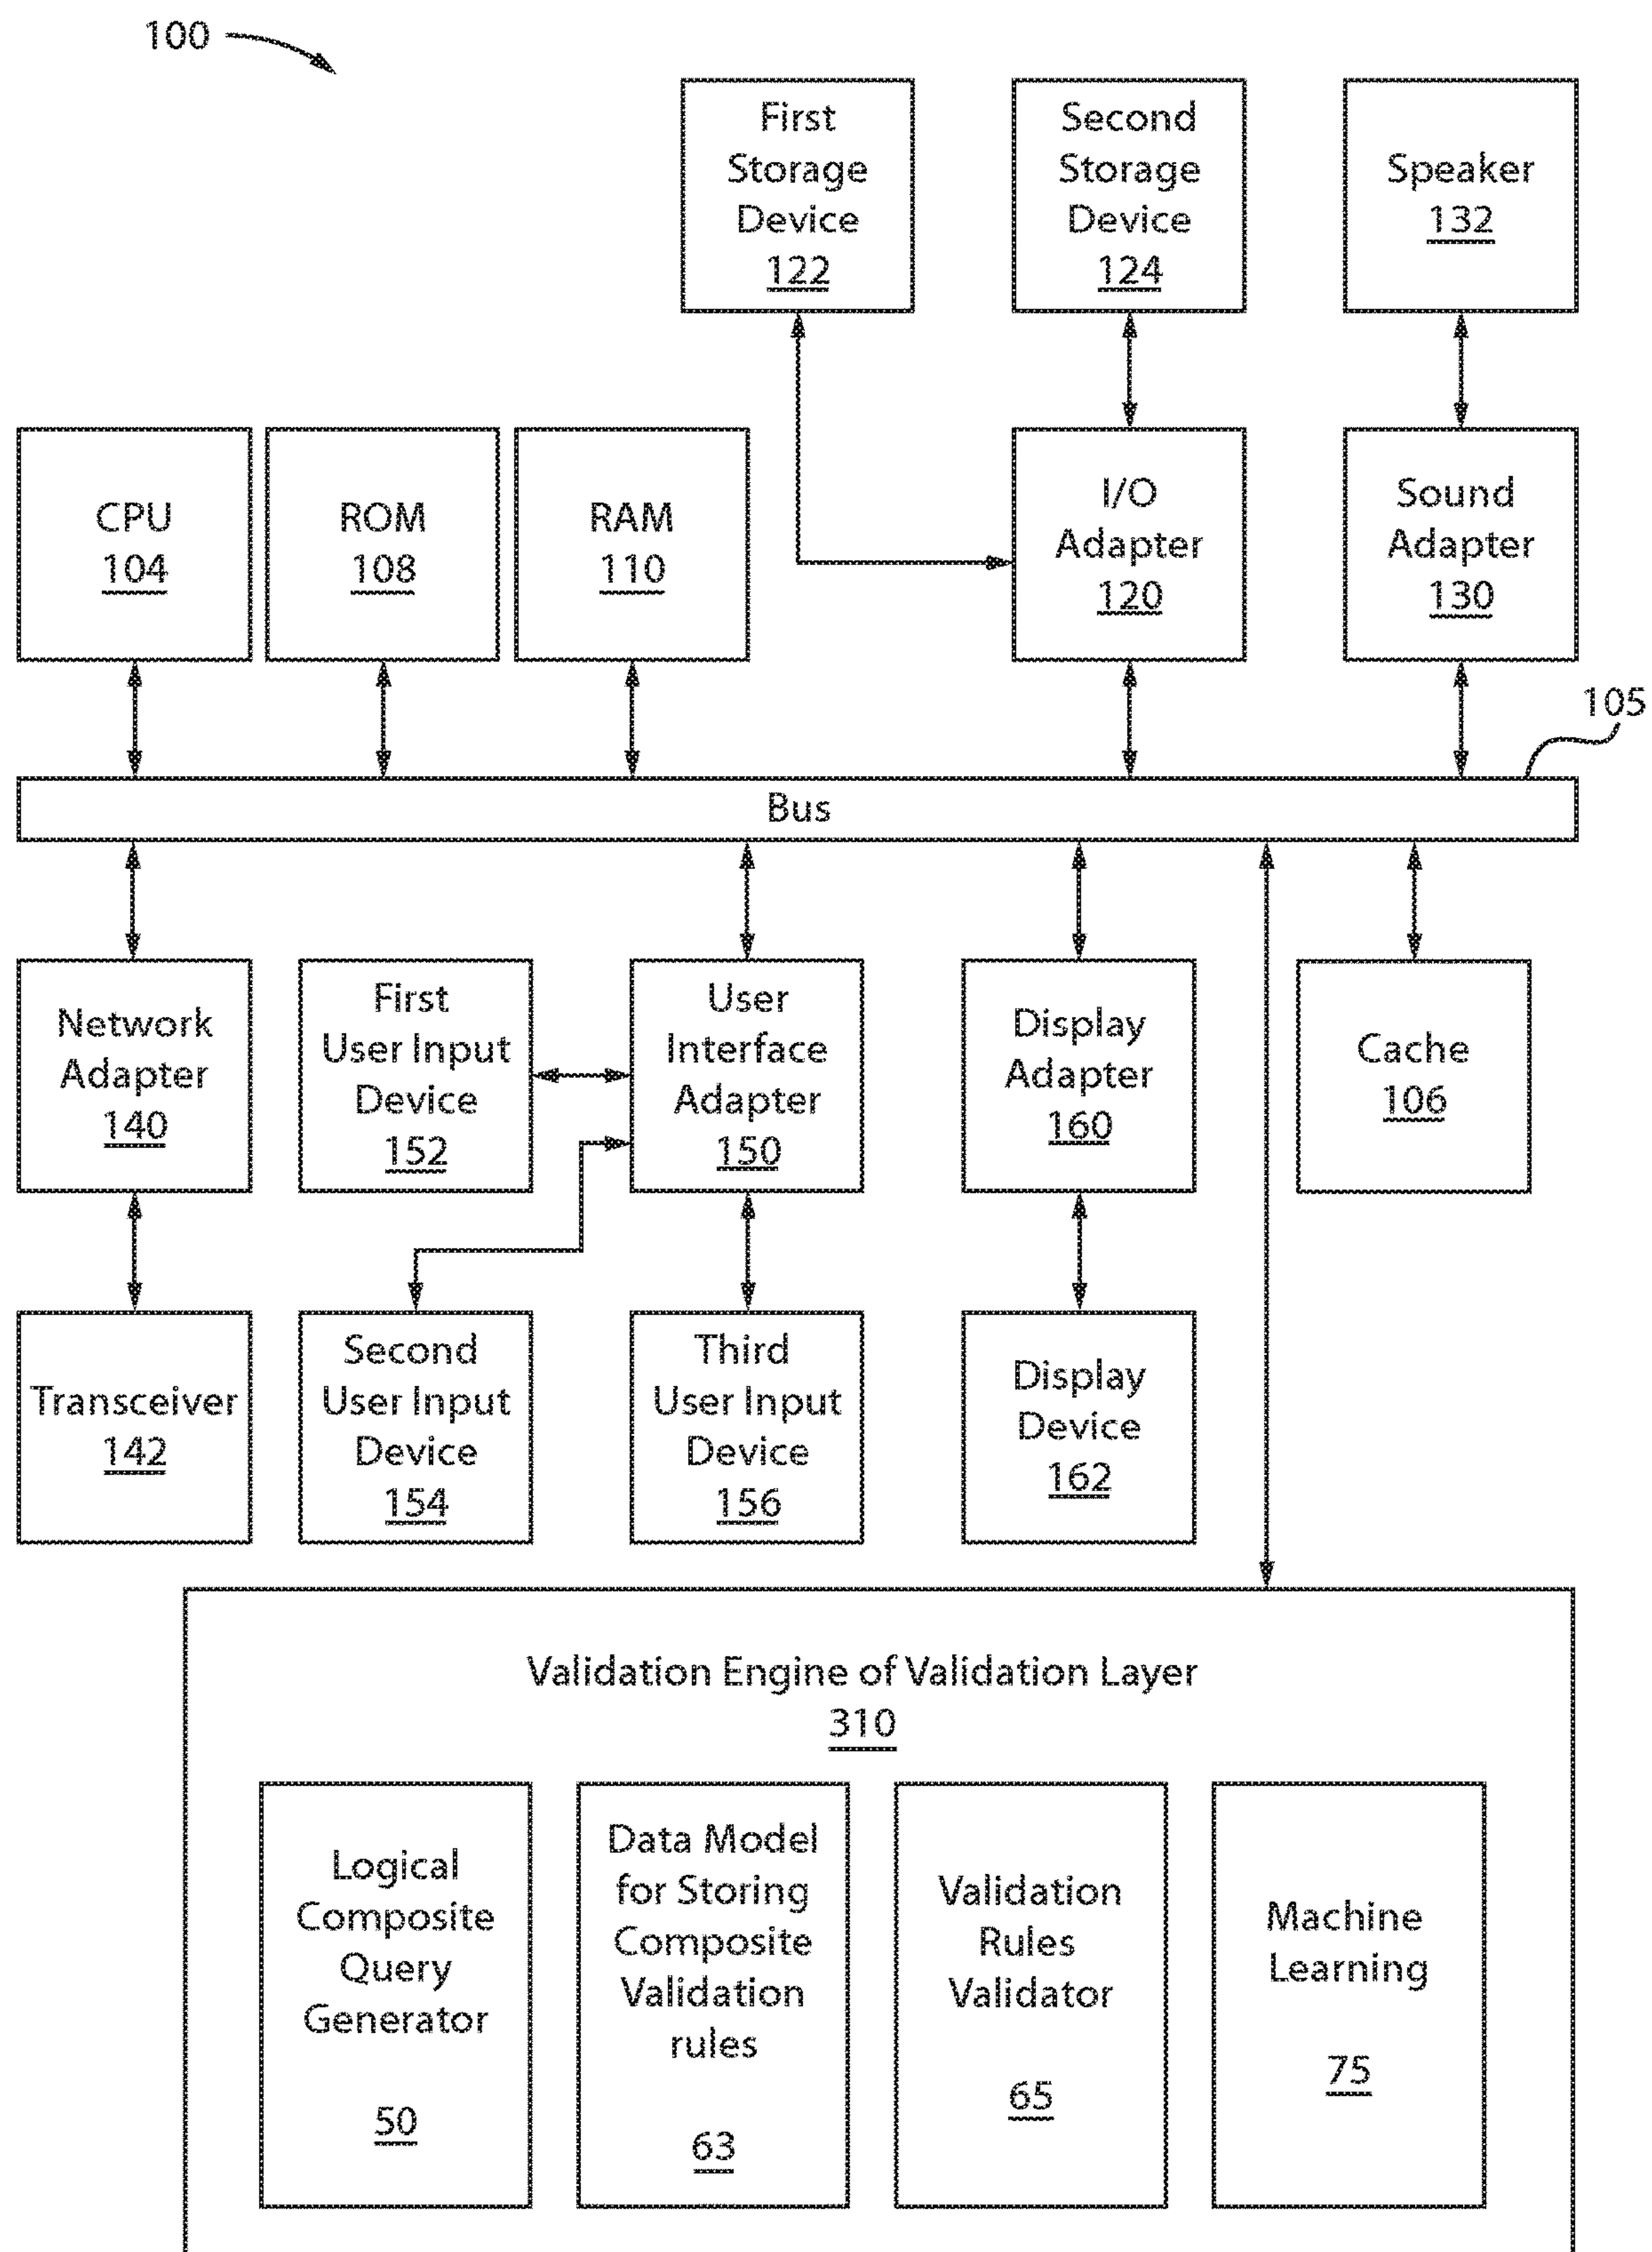 100
First
Storage
Device
122
Second
Storage
Device
124
Speaker
132
CPU
104
ROM
108
RAM
110
I/O
Adapter
120
Sound
Adapter
130
105
Bus
Network
Adapter
140
First
User Input
Device
152
User
Interface
Adapter
150
Display
Adapter
160
Cache
106
Transceiver
142
Second
User Input
Device
154
Third
User Input
Device
156
Display
Device
162
Validation Engine of Validation Layer
310
Logical
Composite
Query
Generator
50
Data Model
for Storing
Composite
Validation
rules
63
Validation
Rules
Validator
65
Machine
Learning
75